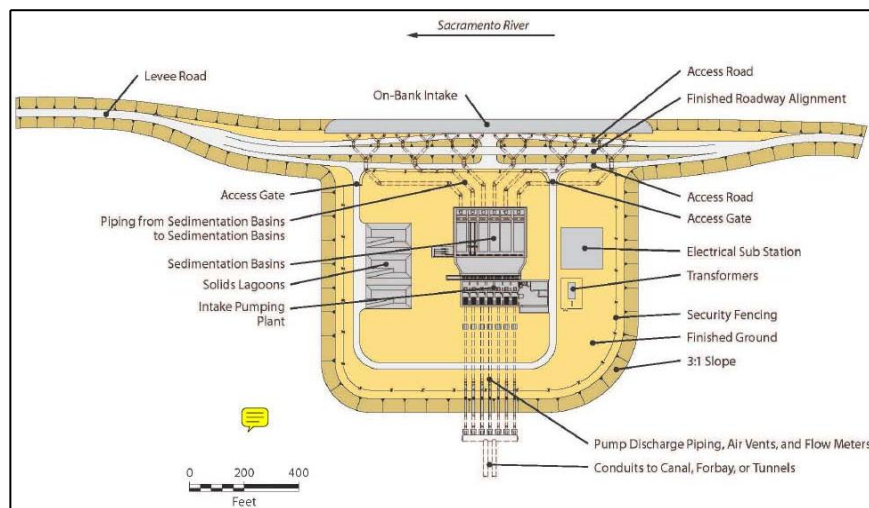 Sacramento River
Levee Road
On-Bank Intake
Access Road
Finished Roadway Alignment
Access Gate
Piping from Sedimentation Basins
to Sedimentation Basins
Sedimentation Basins
Solids Lagoons
Intake Pumping
Plant
Access Road
Access Gate
Electrical Sub Station
Transformers
Security Fencing
Finished Ground
3:1 Slope
Pump Discharge Piping, Air Vents, and Flow Meters
Conduits to Canal, Forbay, or Tunnels
0 200 400
Feet